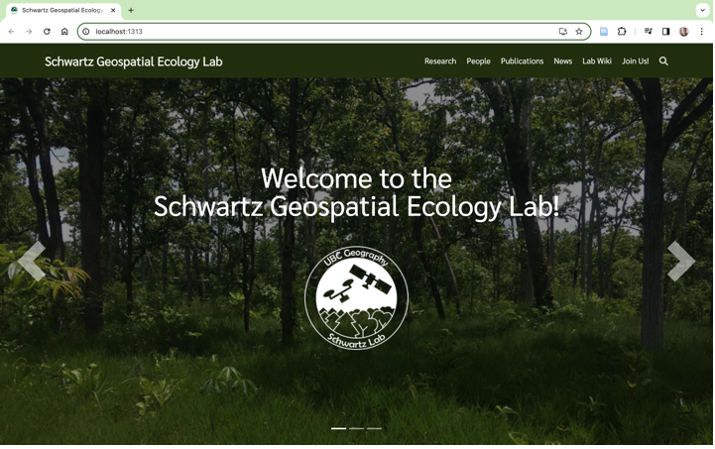 Schwartz Geospatial Ecology
localhost:1313
Schwartz Geospatial Ecology Lab
Research People Publications News Lab Wiki Join Us!
Welcome to the
Schwartz Geospatial Ecology Lab!
UBC Geography
Schwartz Lab